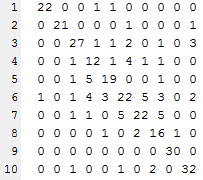 1 22 0 0 1 1 0 0 0 0 0
2 0 21 0 0 0 1 0 0 0 1
3 0 0 27 1 1 2 0 1 0 3
4 0 0 1 12 1 4 1 1 0 0
5 0 0 1 5 19 0 0 1 0 0
6 1 0 1 4 3 22 5 3 0 2
7 0 0 1 1 0 5 22 5 0 0
8 0 0 0 0 1 0 2 16 1 0
9 0 0 0 0 0 0 0 0 30 0
10 0 0 1 0 0 1 0 2 0 32